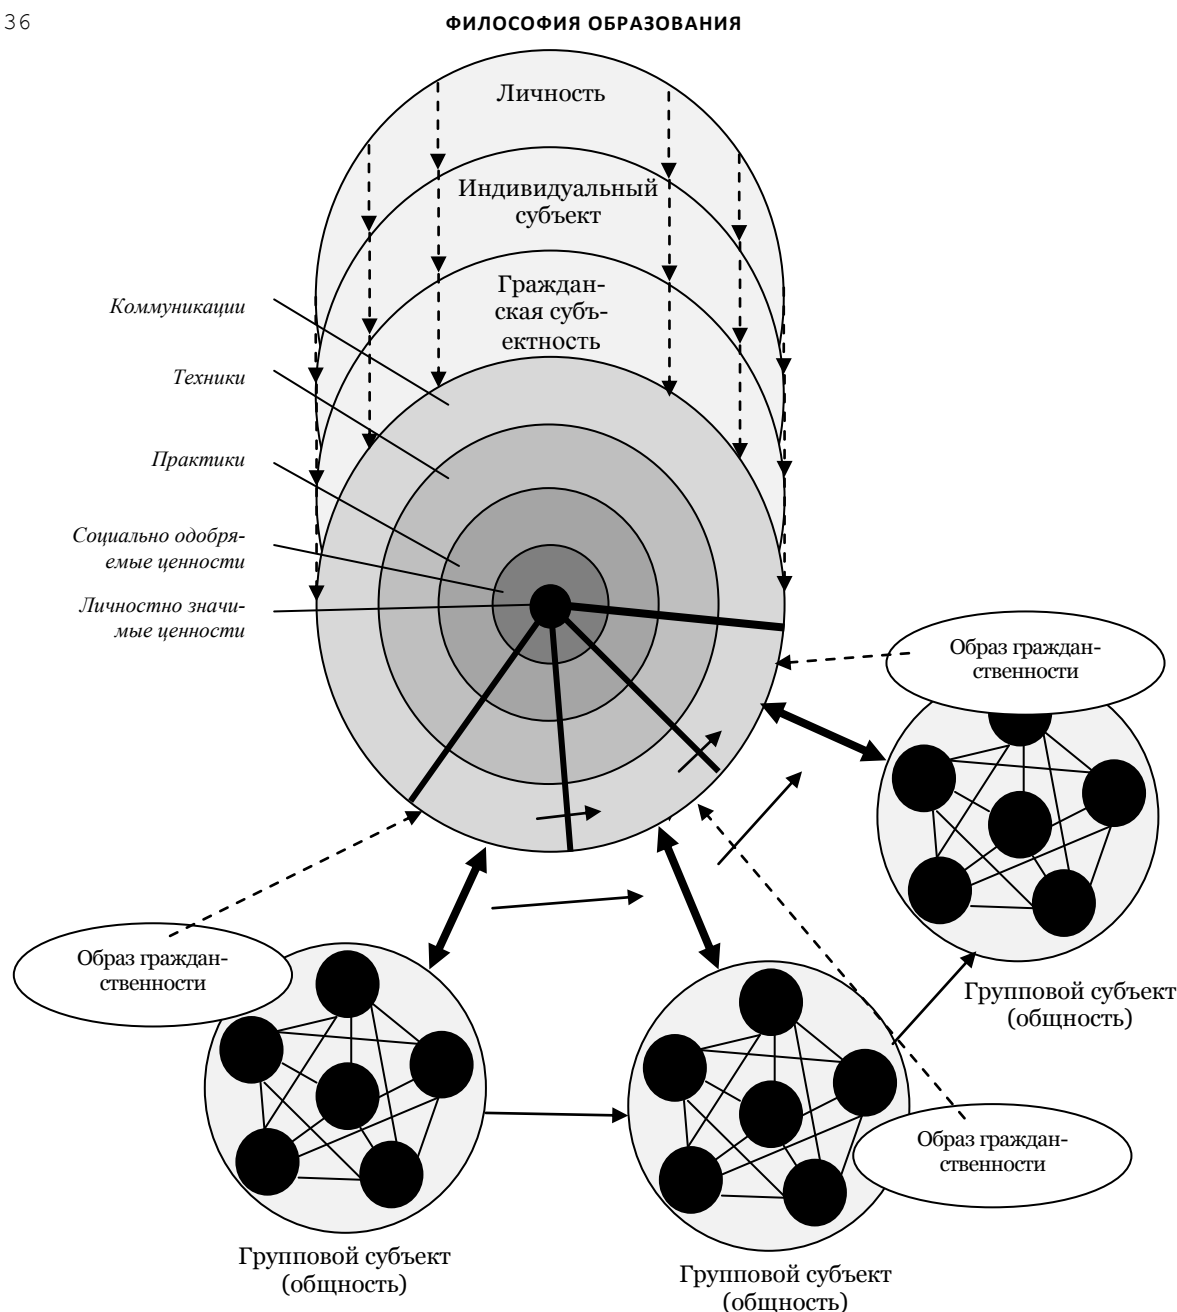 36
ФИЛОСОФИЯ ОБРАЗОВАНИЯ
Личность
Индивидуальный
субъект
Граждан-
ская субъ-
ектность
Коммуникации
Техники
Практики
Социально одобря-
емые ценности
Личностно значи-
мые ценности
Образ граждан-
ственности
Групповой субъект
(общность)
Образ граждан-
ственности
Групповой субъект
(общность)
Образ граждан-
ственности
Групповой субъект
(общность)